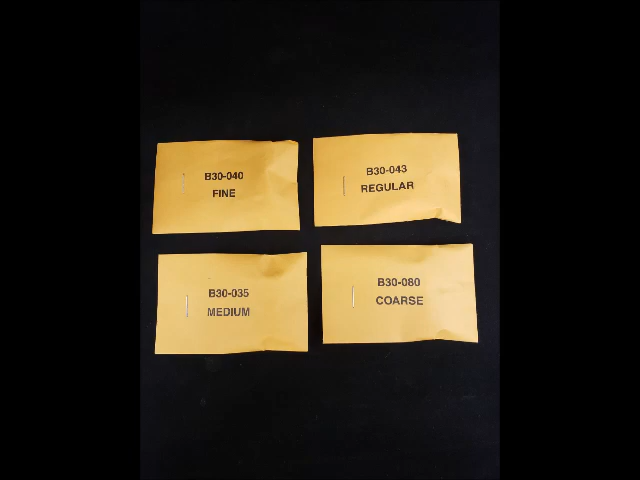 B30-040
FINE
B30-043
REGULAR
B30-035
MEDIUM
B30-080
COARSE